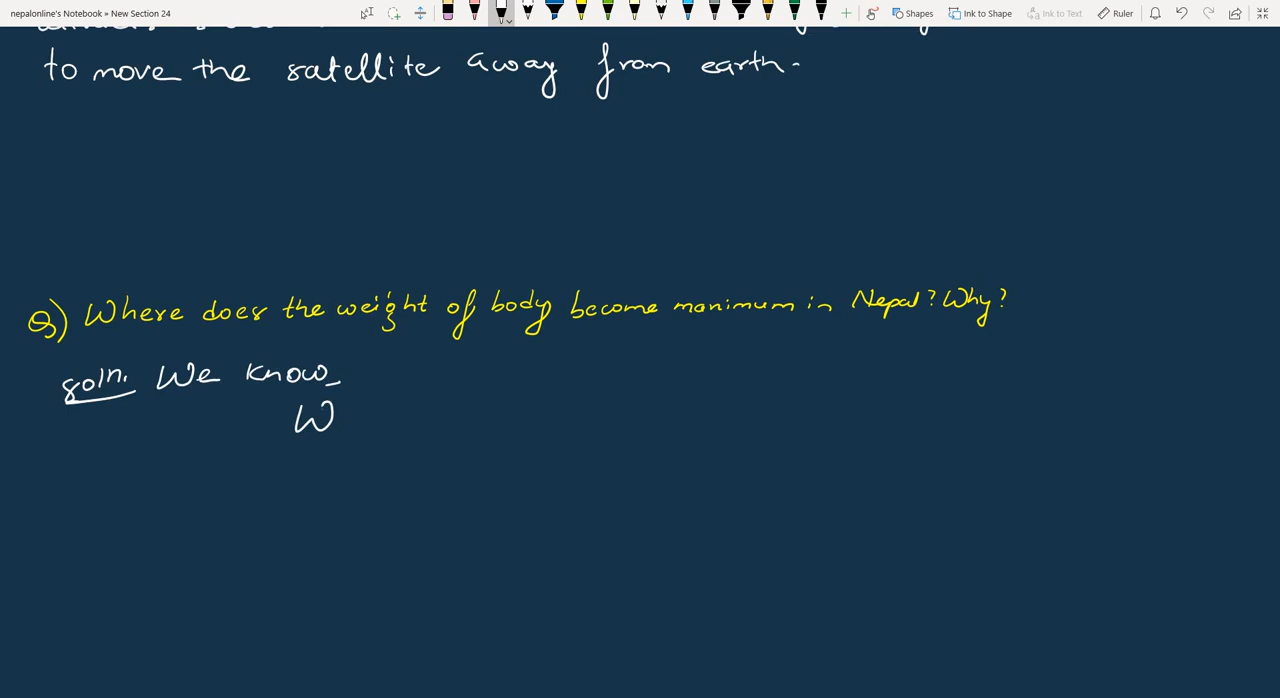 nepalonline's Notebook » New Section 24
Shapes Ink to Shape Ink to Text Ruler
to move the satellite away from earth.
Q) Where does the weight of body become manimum in Nepal? Why?
soln. We know
W